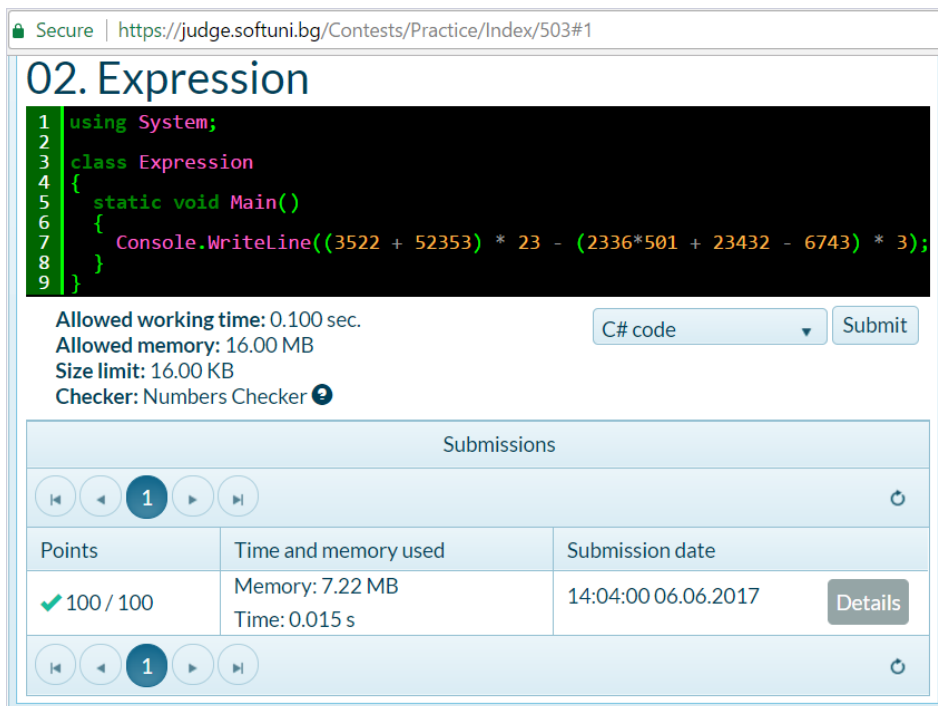 Secure | https://judge.softuni.bg/Contests/Practice/Index/503#1
02. Expression
1 using System;
2
3 class Expression
4 {
5 static void Main()
6 {
7 Console.WriteLine((3522 + 52353) * 23 - (2336*501 + 23432 - 6743) * 3);
8 }
9 }
Allowed working time: 0.100 sec.
Allowed memory: 16.00 MB
Size limit: 16.00 KB
Checker: Numbers Checker ?
C# code
Submit
Submissions
1
Points Time and memory used Submission date
100 / 100 Memory: 7.22 MB 14:04:00 06.06.2017 Details
Time: 0.015 s
1